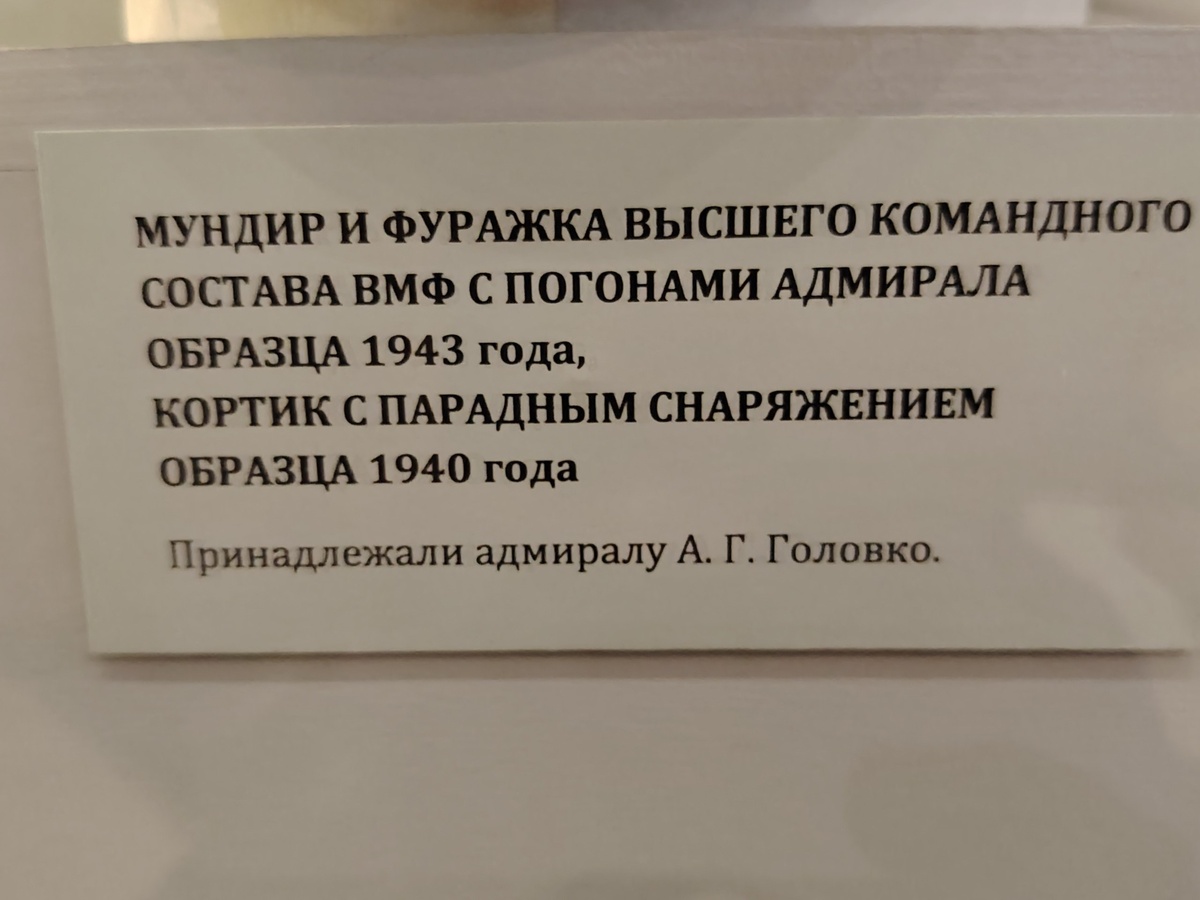 МУНДИР И ФУРАЖКА ВЫСШЕГО КОМАНДНОГО
СОСТАВА ВМФ С ПОГОНАМИ АДМИРАЛА
ОБРАЗЦА 1943 года,
КОРТИК С ПАРАДНЫМ СНАРЯЖЕНИЕМ
ОБРАЗЦА 1940 года
Принадлежали адмиралу А. Г. Головко.